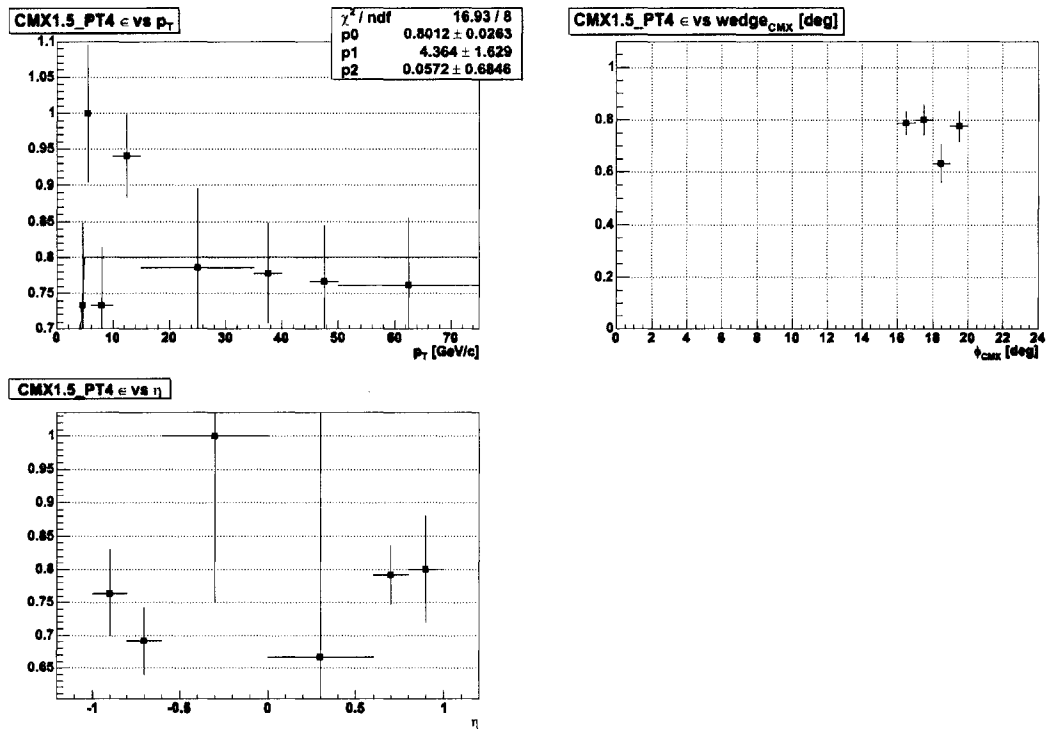 CMX1.5_PT4 ∈ vs pT
χ² / ndf 16.93 / 8
p0 0.8012 ± 0.0263
p1 4.364 ± 1.629
p2 0.0572 ± 0.6846
1.1
1.05
1
0.95
0.9
0.85
0.8
0.75
0.7
0 10 20 30 40 50 60 70
pT [GeV/c]
CMX1.5_PT4 ∈ vs wedgeCMX [deg]
1
0.8
0.6
0.4
0.2
0
0 2 4 6 8 10 12 14 16 18 20 22 24
ϕCMX [deg]
CMX1.5_PT4 ∈ vs η
1
0.95
0.9
0.85
0.8
0.75
0.7
0.65
-1 -0.5 0 0.5 1
η